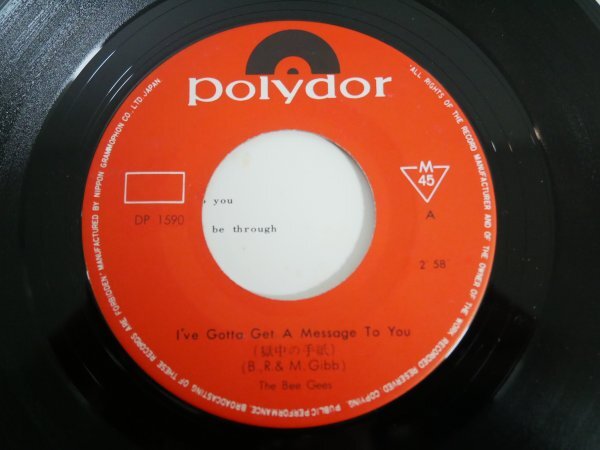 polydor
M
45
DP 1590
A
2'58"
you
be through
I've Gotta Get A Message To You
(獄中の手紙)
(B., R. & M. Gibb)
The Bee Gees
"ALL RIGHTS OF THE RECORD MANUFACTURER AND OF THE OWNER OF THE WORK RECORDED RESERVED COPYING, PUBLIC PERFORMANCE, BROADCASTING OF THESE RECORDS ARE FORBIDDEN" MANUFACTURED BY NIPPON GRAMMOPHON CO., LTD. JAPAN